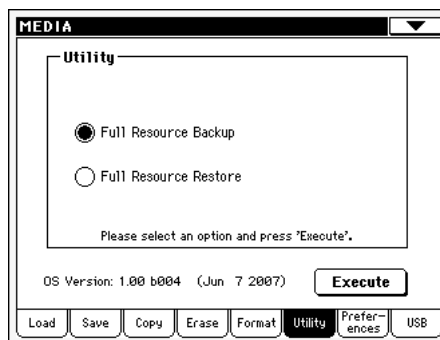 MEDIA
Utility
Full Resource Backup
Full Resource Restore
Please select an option and press 'Execute'.
OS Version: 1.00 b004 (Jun 7 2007)
Execute
Load Save Copy Erase Format Utility Prefer-
ences USB